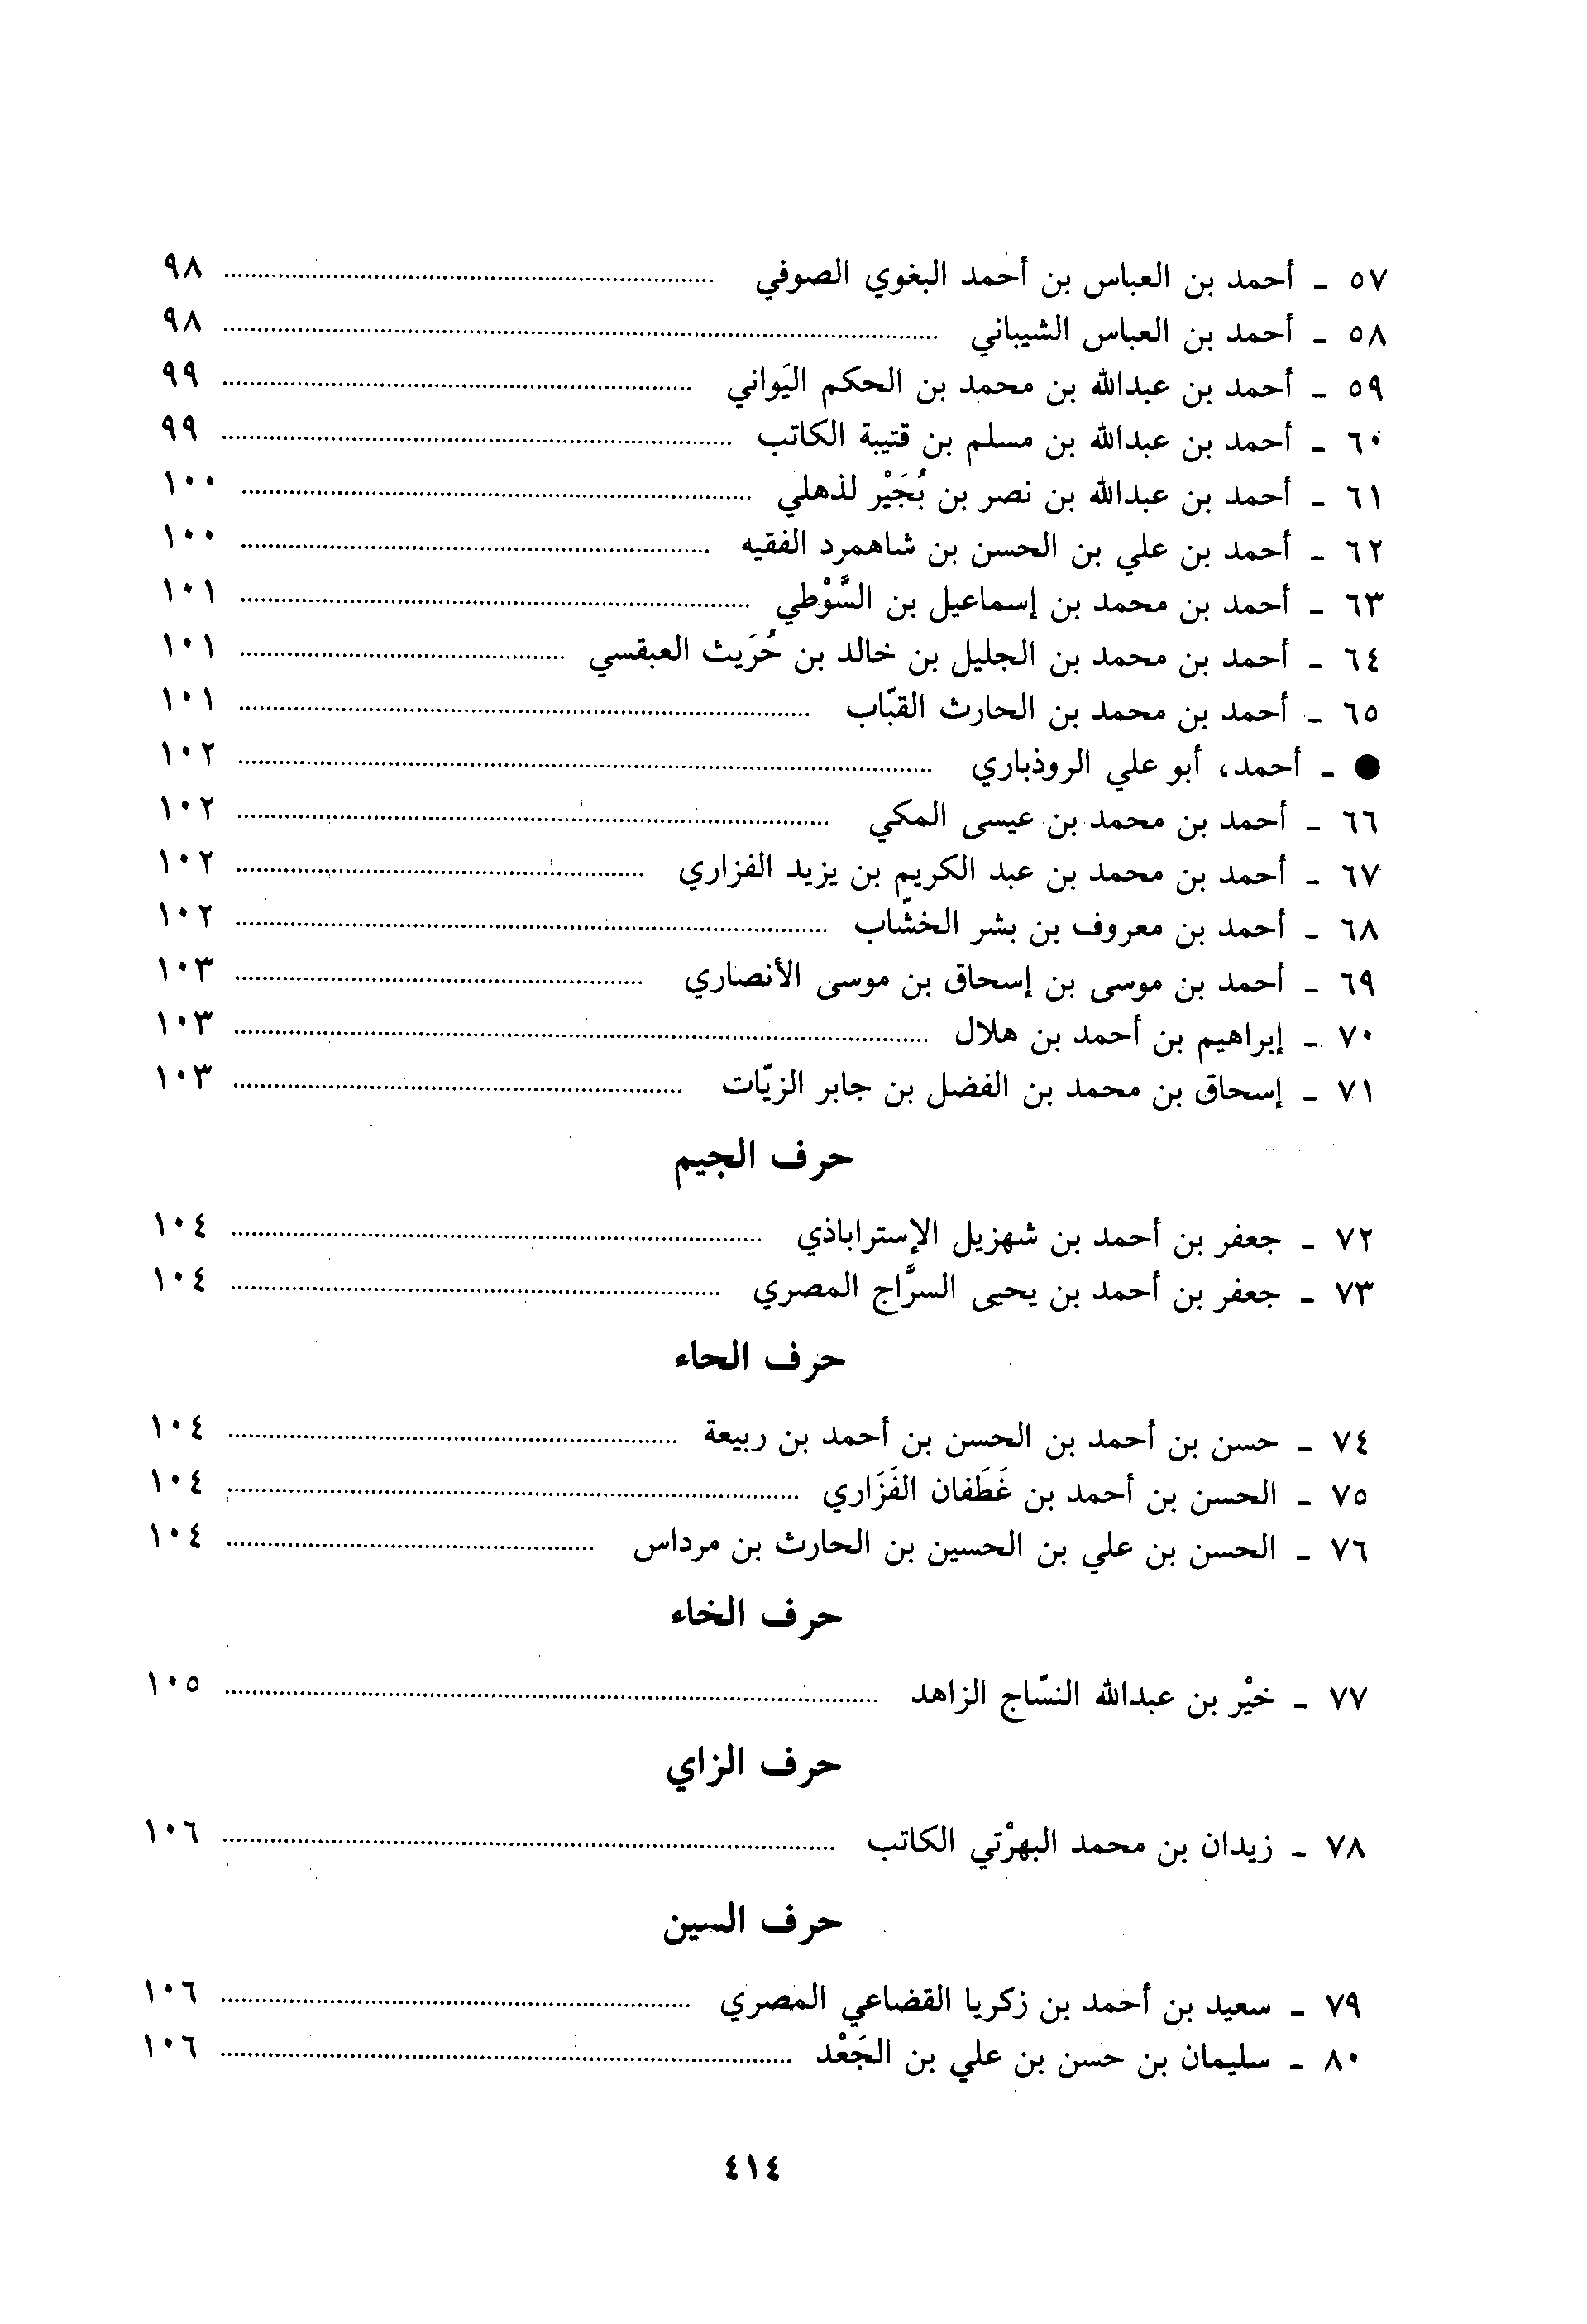 ٥٧ - أحمد بن العباس بن أحمد البغوي الصوفي ........ ٩٨
٥٨ - أحمد بن العباس الشيباني ........ ٩٨
٥٩ - أحمد بن عبدالله بن محمد بن الحكم اليَواني ........ ٩٩
٦٠ - أحمد بن عبدالله بن مسلم بن قتيبة الكاتب ........ ٩٩
٦١ - أحمد بن عبدالله بن نصر بن بُجَيْر لذهلي ........ ١٠٠
٦٢ - أحمد بن علي بن الحسن بن شاهمرد الفقيه ........ ١٠٠
٦٣ - أحمد بن محمد بن إسماعيل بن السَّوْطي ........ ١٠١
٦٤ - أحمد بن محمد بن الجليل بن خالد بن حُرَيث العبقسي ........ ١٠١
٦٥ - أحمد بن محمد بن الحارث القبّاب ........ ١٠١
● - أحمد، أبو علي الروذباري ........ ١٠٢
٦٦ - أحمد بن محمد بن عيسى المكي ........ ١٠٢
٦٧ - أحمد بن محمد بن عبد الكريم بن يزيد الفزاري ........ ١٠٢
٦٨ - أحمد بن معروف بن بشر الخشّاب ........ ١٠٢
٦٩ - أحمد بن موسى بن إسحاق بن موسى الأنصاري ........ ١٠٣
٧٠ - إبراهيم بن أحمد بن هلال ........ ١٠٣
٧١ - إسحاق بن محمد بن الفضل بن جابر الزيّات ........ ١٠٣
حرف الجيم
٧٢ - جعفر بن أحمد بن شهزيل الإستراباذي ........ ١٠٤
٧٣ - جعفر بن أحمد بن يحيى السرَّاج المصري ........ ١٠٤
حرف الحاء
٧٤ - حسن بن أحمد بن الحسن بن أحمد بن ربيعة ........ ١٠٤
٧٥ - الحسن بن أحمد بن غَطَفان الفَزَاري ........ ١٠٤
٧٦ - الحسن بن علي بن الحسين بن الحارث بن مرداس ........ ١٠٤
حرف الخاء
٧٧ - خيْر بن عبدالله النسّاج الزاهد ........ ١٠٥
حرف الزاي
٧٨ - زيدان بن محمد البهرْتي الكاتب ........ ١٠٦
حرف السين
٧٩ - سعيد بن أحمد بن زكريا القضاعي المصري ........ ١٠٦
٨٠ - سليمان بن حسن بن علي بن الجَعْد ........ ١٠٦
٤١٤